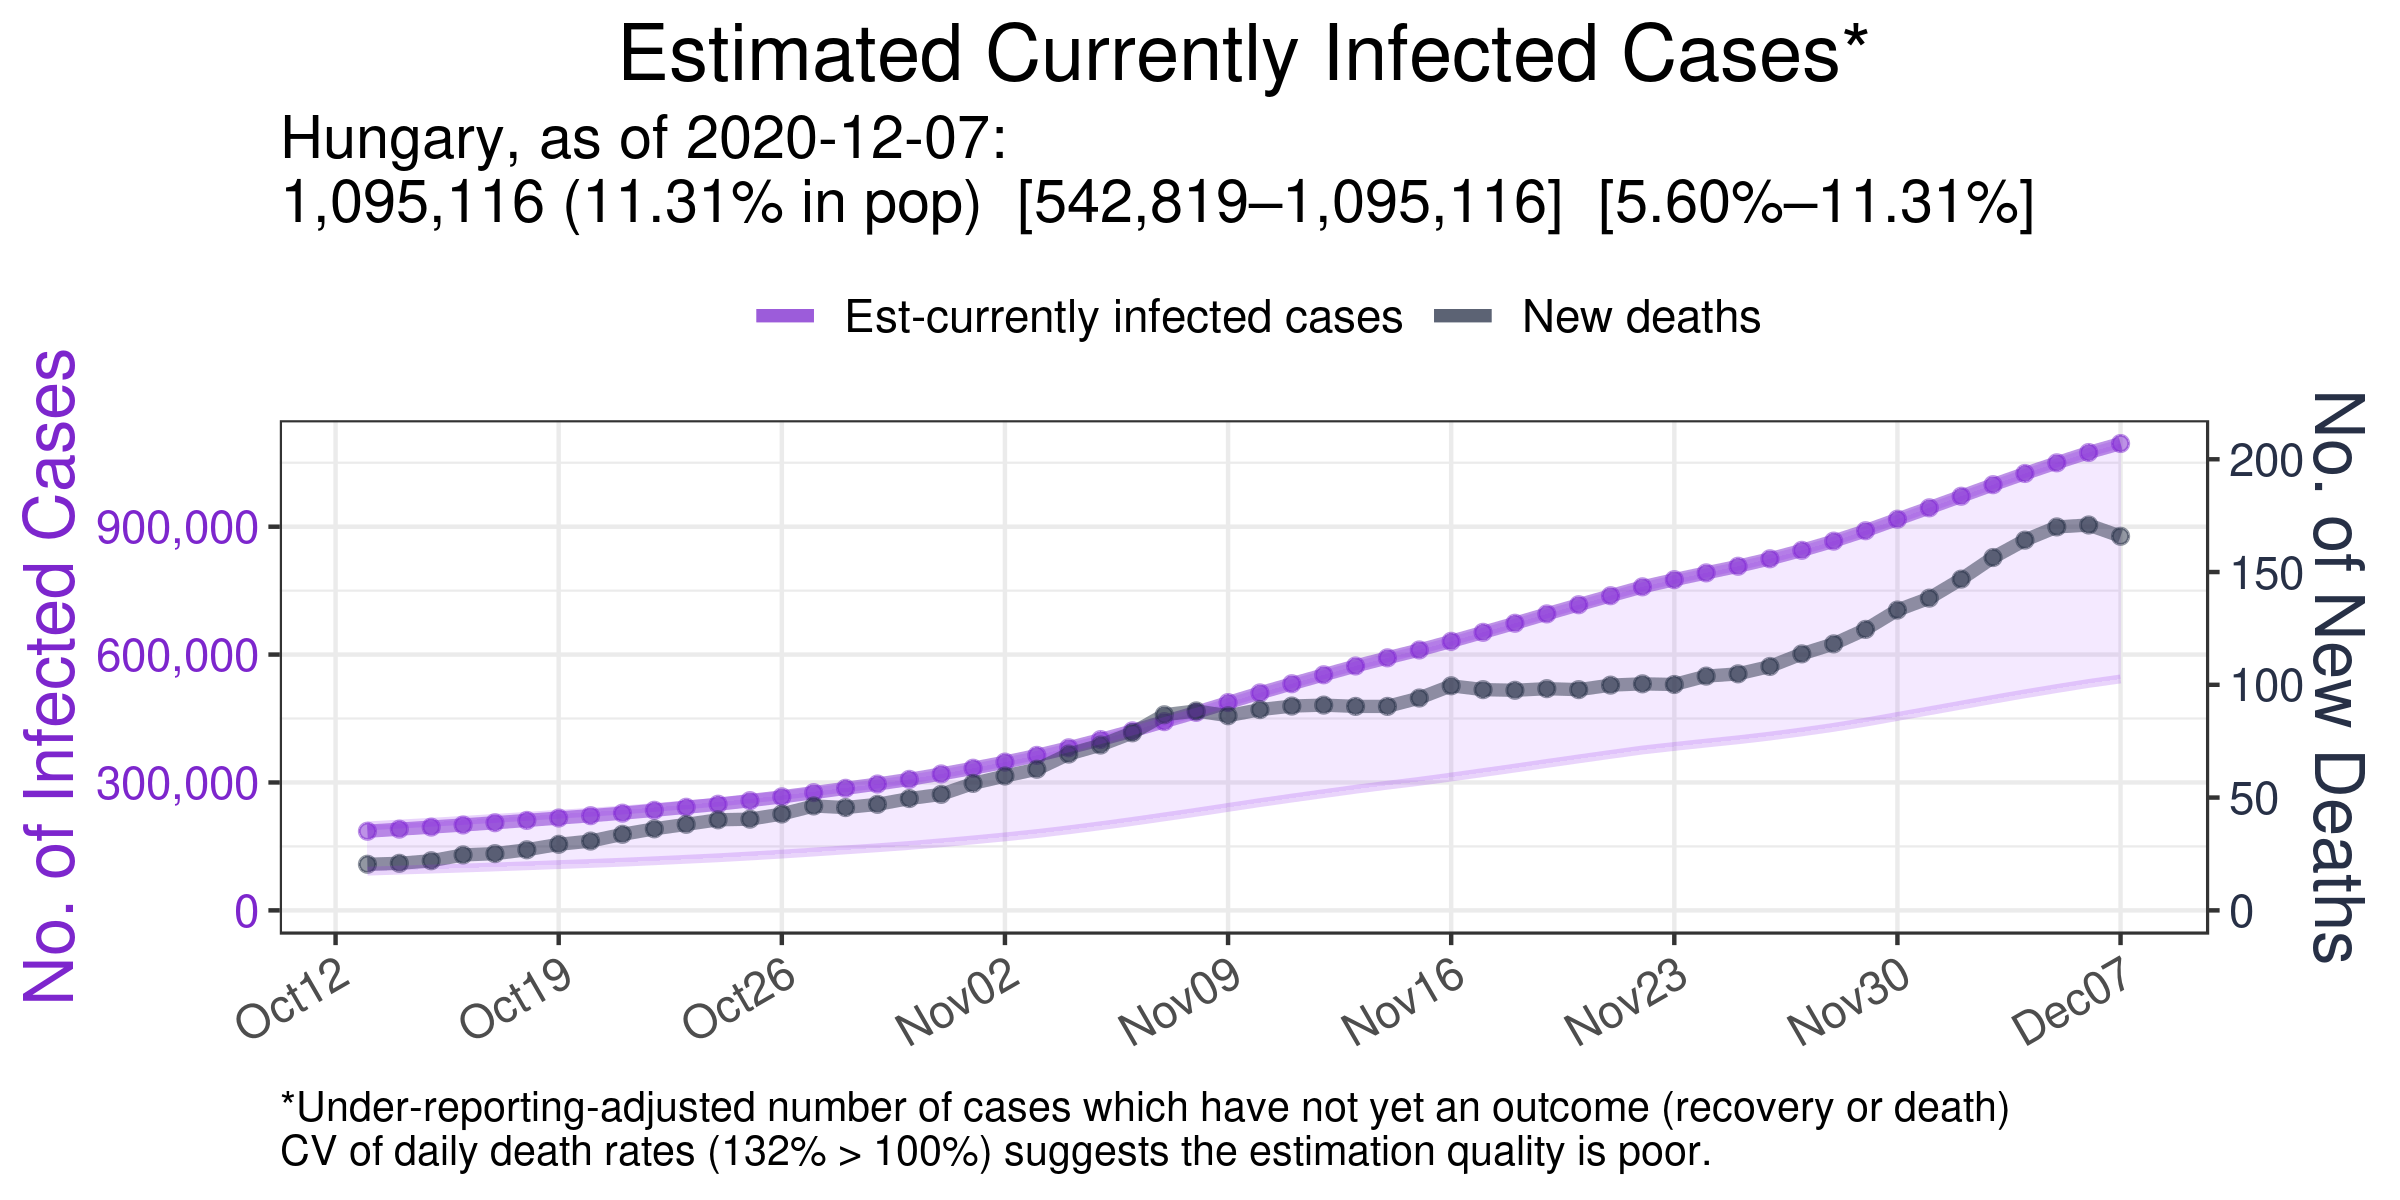 Estimated Currently Infected Cases*
Hungary, as of 2020-12-07:
1,095,116 (11.31% in pop)  [542,819–1,095,116]  [5.60%–11.31%]
Est-currently infected cases
New deaths
No. of Infected Cases
900,000
600,000
300,000
0
No. of New Deaths
200
150
100
50
0
Oct12
Oct19
Oct26
Nov02
Nov09
Nov16
Nov23
Nov30
Dec07
*Under-reporting-adjusted number of cases which have not yet an outcome (recovery or death)
CV of daily death rates (132% > 100%) suggests the estimation quality is poor.